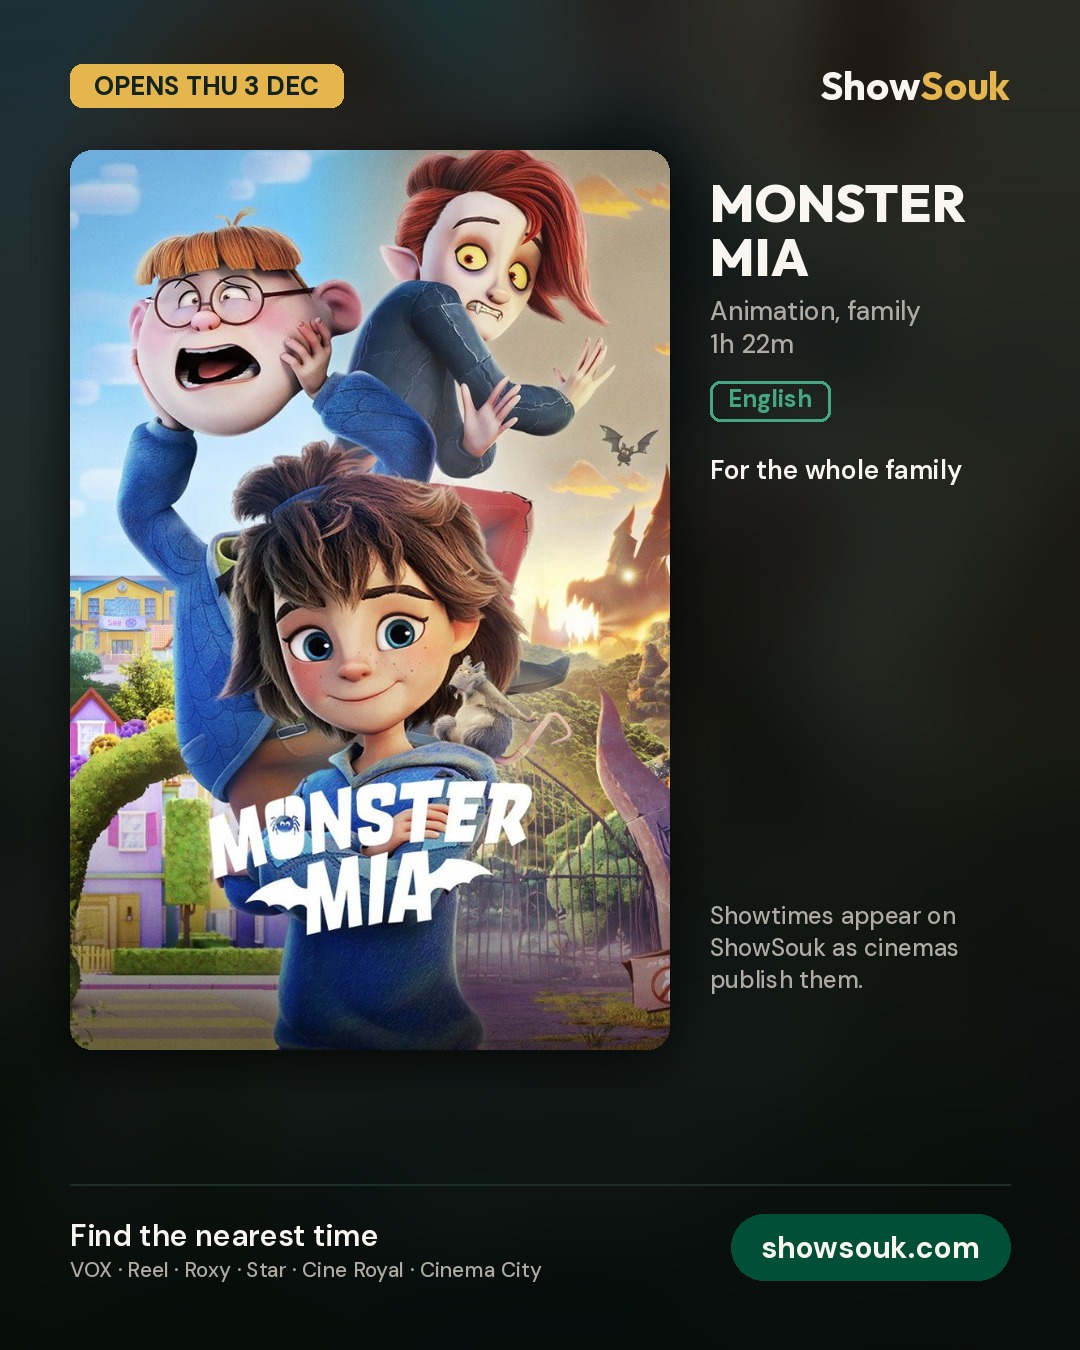 OPENS THU 3 DEC
ShowSouk
MONSTER
MIA
MONSTER
MIA
Animation, family
1h 22m
English
For the whole family
Showtimes appear on
ShowSouk as cinemas
publish them.
Find the nearest time
VOX · Reel · Roxy · Star · Cine Royal · Cinema City
showsouk.com